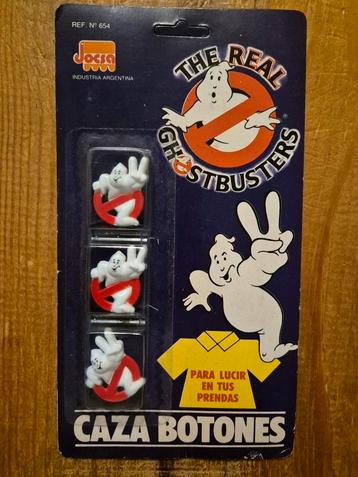 REF. Nº 654
Jocsa
INDUSTRIA ARGENTINA
THE REAL
GHOSTBUSTERS
PARA LUCIR
EN TUS
PRENDAS
CAZA BOTONES